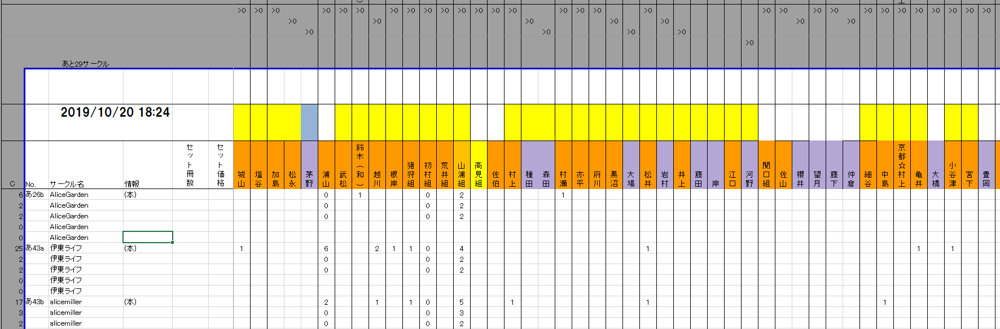 >0 >0 >0 >0 >0 >0 >0 >0 >0 >0 >0 >0 >0 >0 >0 >0 >0 >0 >0 >0 >0 >0 >0
>0 >0 >0 >0 >0 >0 >0
>0 >0 >0 >0
>0
あと29サークル
2019/10/20 18:24
C No. サークル名 情報 セット冊数 セット価格 城山 塩谷 加島 松永 茅野 浦山 武松 鈴木（和） 越川 根岸 猪狩組 初村組 荒井組 山浦組 高見組 佐伯 村上 種田 森田 村瀬 亦平 府川 黒沼 大場 松井 岩村 井上 藤田 岸 江口 河野 関口組 佐山 櫻井 望月 藤下 仲倉 細谷 中島 京都☆村上 亀井 大橋 小谷津 宮下 豊岡
6 あ26b AliceGarden (本) 0 1 0 2 1
2 AliceGarden 0 0 2
2 AliceGarden 0 0 2
0 AliceGarden
0 AliceGarden
25 あ43a 伊東ライフ (本) 1 6 2 1 1 0 4 1 1 1
2 伊東ライフ 0 0 2
2 伊東ライフ 0 0 2
0 伊東ライフ
0 伊東ライフ
17 あ43b alicemiller (本) 2 1 1 0 5 1 1 1
3 alicemiller 0 0 3
2 alicemiller 0 0 2